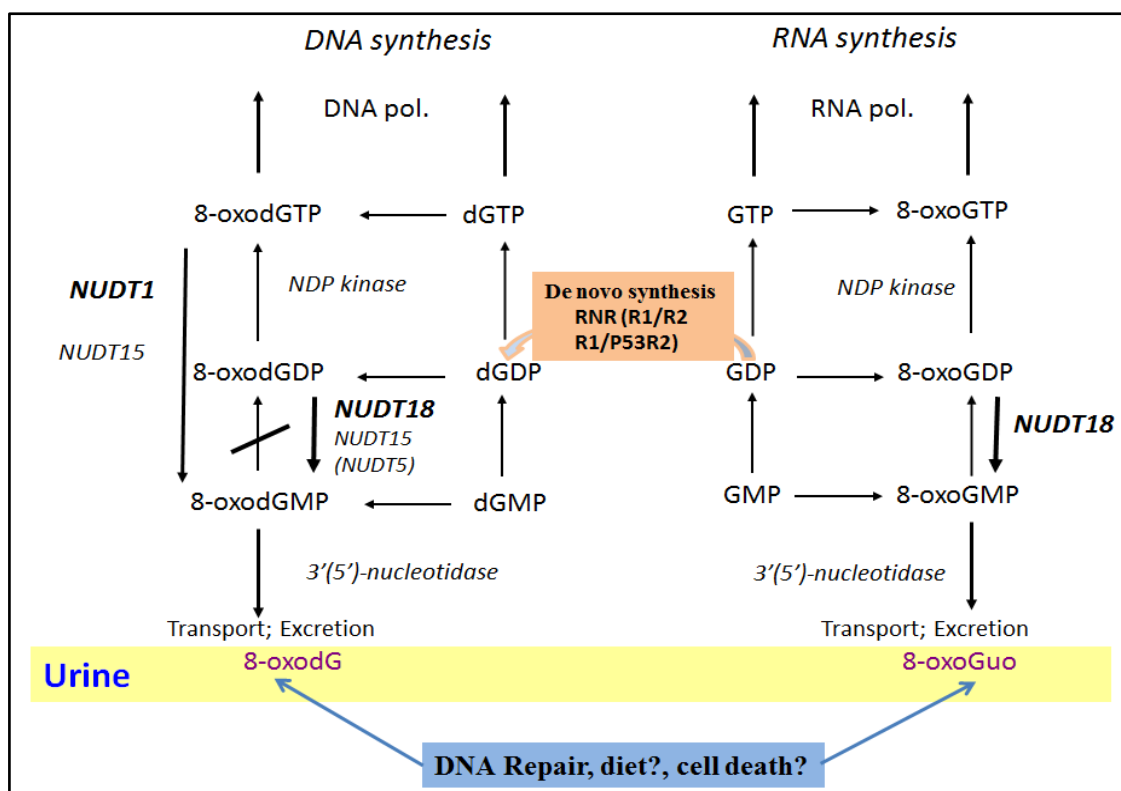 DNA synthesis
RNA synthesis
DNA pol.
RNA pol.
8-oxodGTP
dGTP
GTP
8-oxoGTP
NUDT1
NUDT15
NDP kinase
De novo synthesis
RNR (R1/R2
R1/P53R2)
NDP kinase
8-oxodGDP
dGDP
GDP
8-oxoGDP
NUDT18
NUDT15
(NUDT5)
NUDT18
8-oxodGMP
dGMP
GMP
8-oxoGMP
3’(5’)-nucleotidase
3’(5’)-nucleotidase
Transport; Excretion
Transport; Excretion
Urine
8-oxodG
8-oxoGuo
DNA Repair, diet?, cell death?